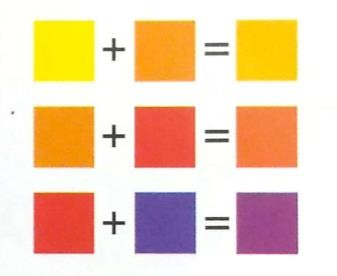 + =
+ =
+ =